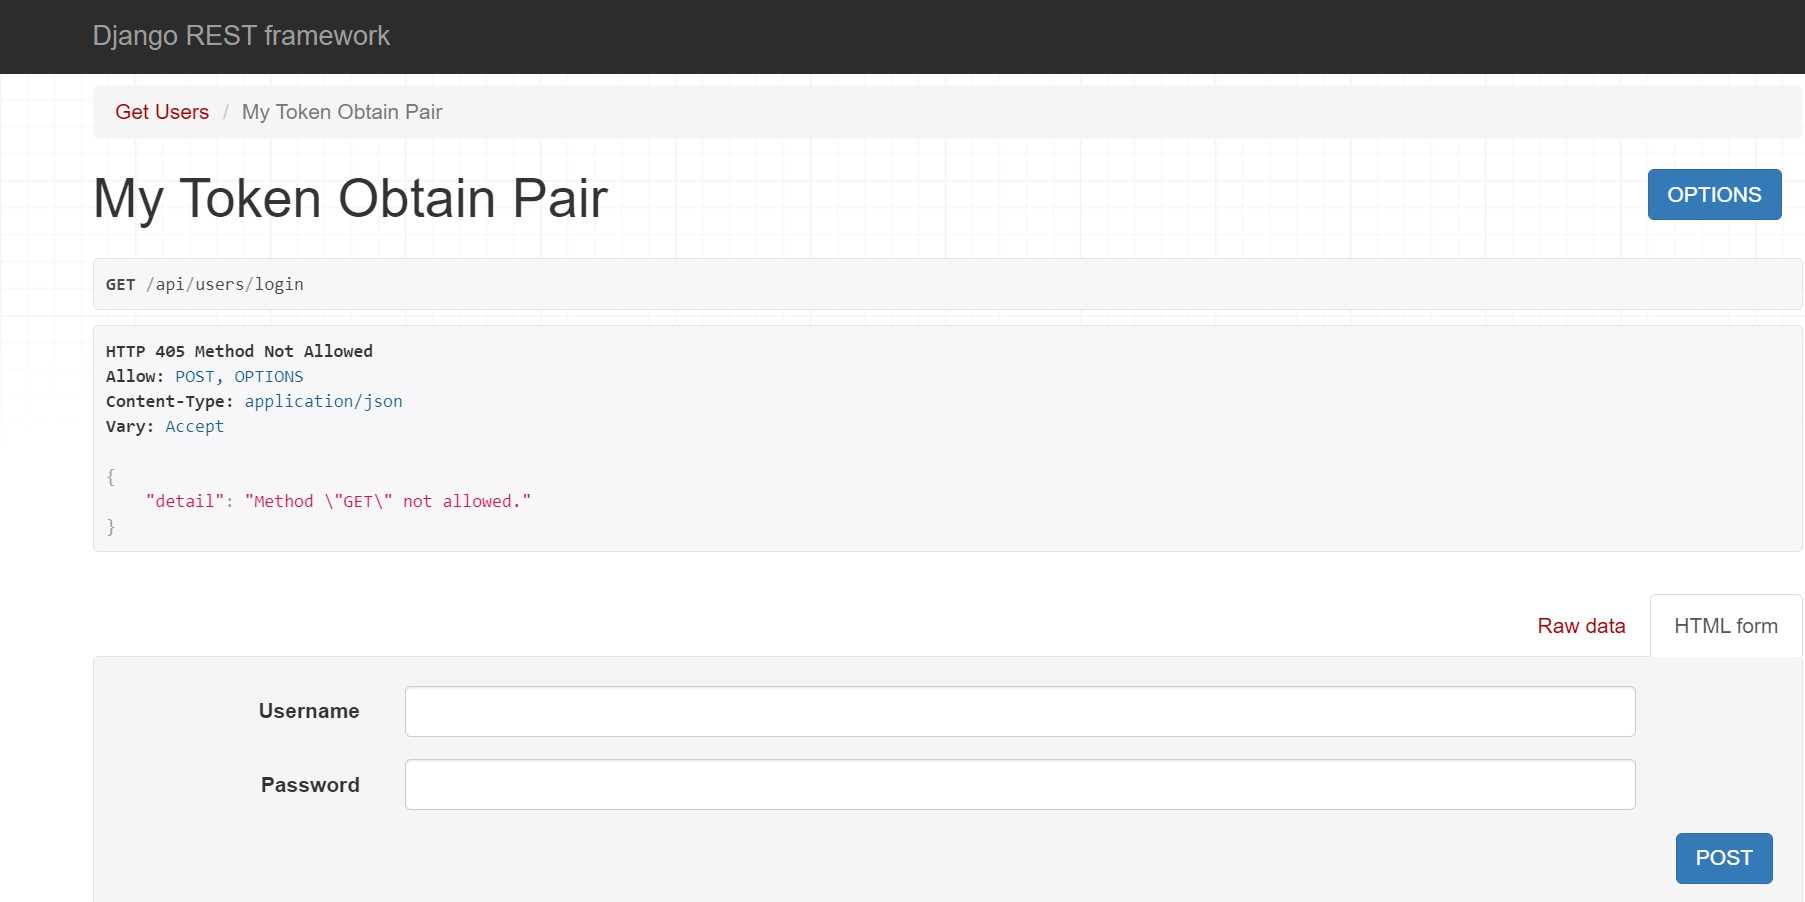 Django REST framework
Get Users / My Token Obtain Pair
My Token Obtain Pair
OPTIONS
GET /api/users/login
HTTP 405 Method Not Allowed
Allow: POST, OPTIONS
Content-Type: application/json
Vary: Accept
{
    "detail": "Method \"GET\" not allowed."
}
Raw data
HTML form
Username
Password
POST